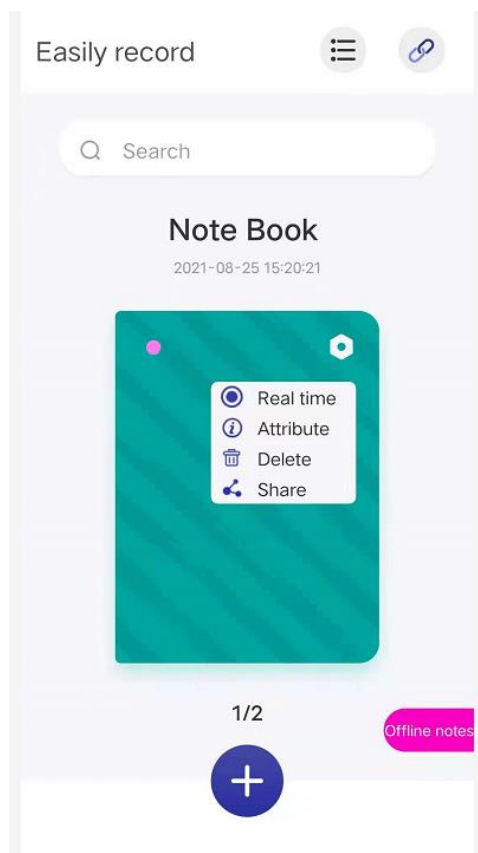 Easily record
Search
Note Book
2021-08-25 15:20:21
Real time
Attribute
Delete
Share
1/2
Offline notes